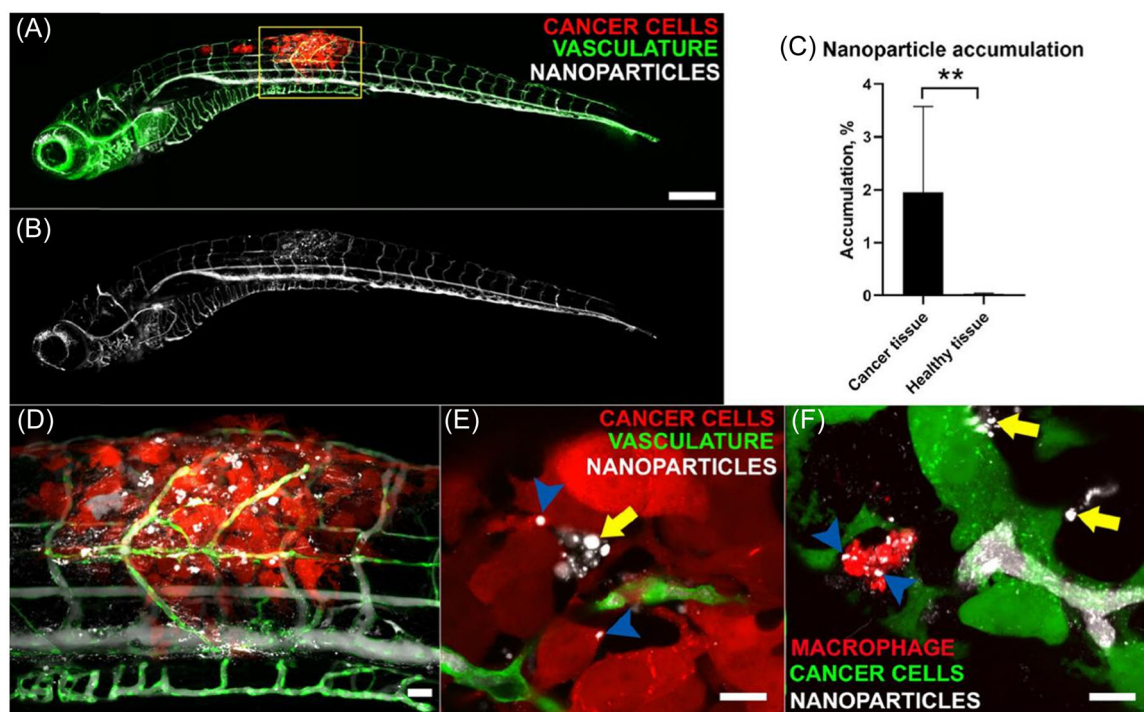 (A)
CANCER CELLS
VASCULATURE
NANOPARTICLES
(B)
(C) Nanoparticle accumulation
**
4
3
2
1
0
Accumulation, %
Cancer tissue
Healthy tissue
(D)
(E)
CANCER CELLS
VASCULATURE
NANOPARTICLES
(F)
MACROPHAGE
CANCER CELLS
NANOPARTICLES